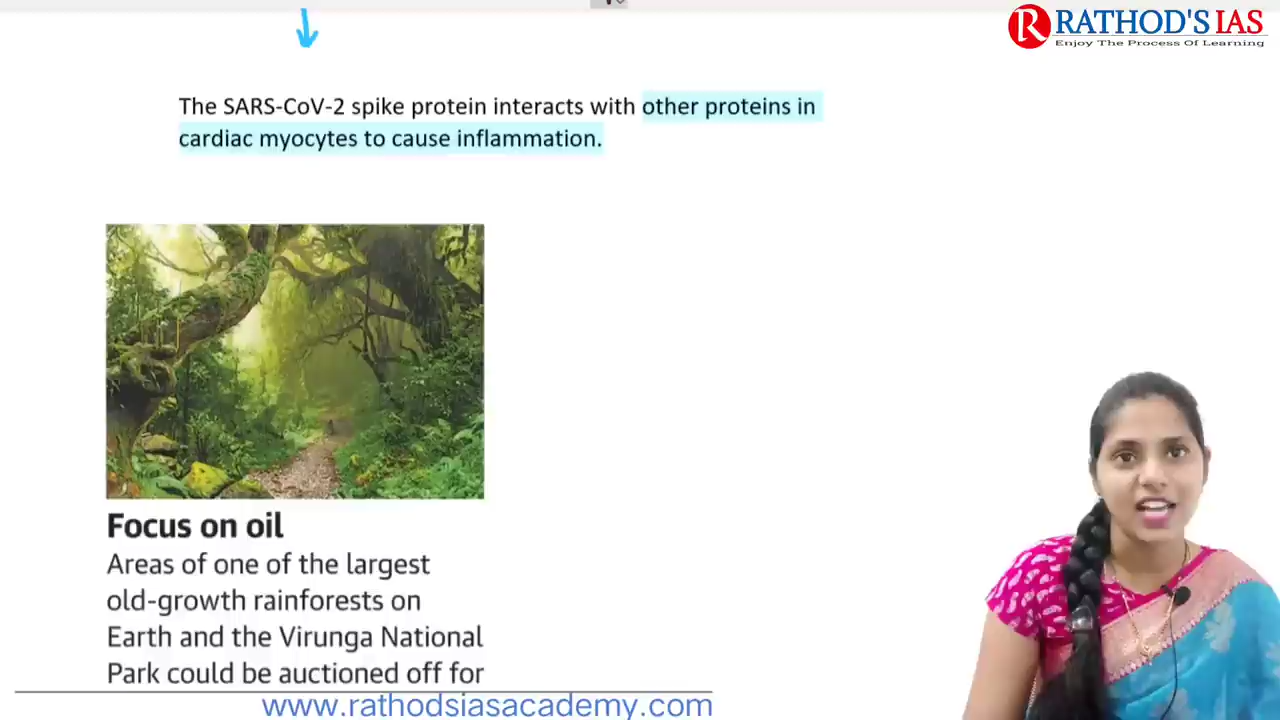 RATHOD'S IAS
Enjoy The Process Of Learning
The SARS-CoV-2 spike protein interacts with other proteins in
cardiac myocytes to cause inflammation.
Focus on oil
Areas of one of the largest
old-growth rainforests on
Earth and the Virunga National
Park could be auctioned off for
www.rathodsiasacademy.com